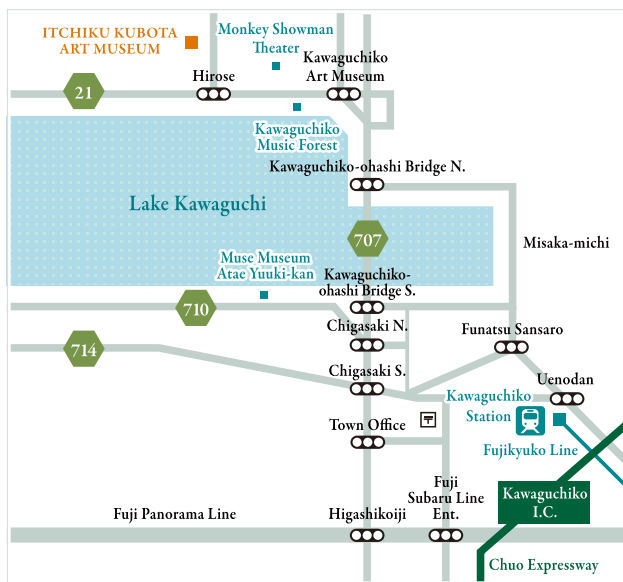 ITCHIKU KUBOTA
ART MUSEUM
Monkey Showman
Theater
Kawaguchiko
Art Museum
Hirose
21
Kawaguchiko
Music Forest
Kawaguchiko-ohashi Bridge N.
Lake Kawaguchi
707
Misaka-michi
Muse Museum
Atae Yuuki-kan
Kawaguchiko-
ohashi Bridge S.
710
Chigasaki N.
Funatsu Sansaro
714
Chigasaki S.
Uenodan
Kawaguchiko
Station
〒
Town Office
Fujikyuko Line
Fuji
Subaru Line
Ent.
Kawaguchiko
I.C.
Fuji Panorama Line
Higashikoiji
Chuo Expressway